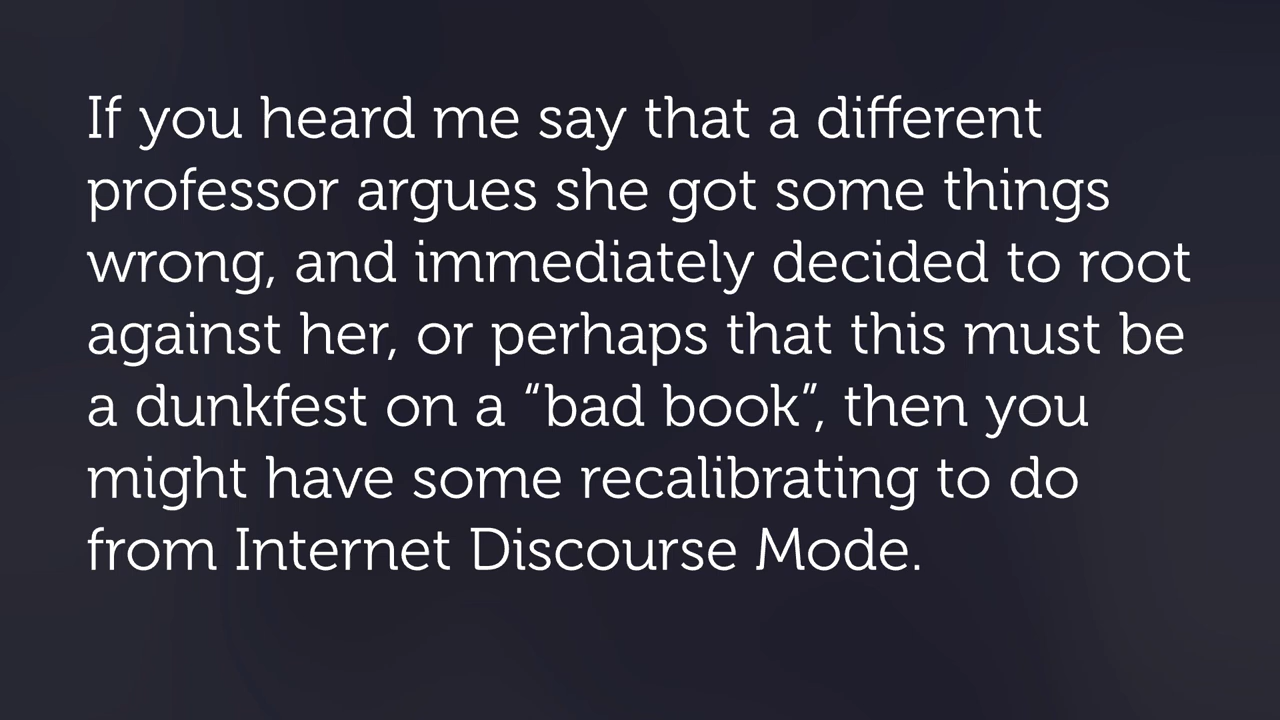 If you heard me say that a different
professor argues she got some things
wrong, and immediately decided to root
against her, or perhaps that this must be
a dunkfest on a “bad book”, then you
might have some recalibrating to do
from Internet Discourse Mode.